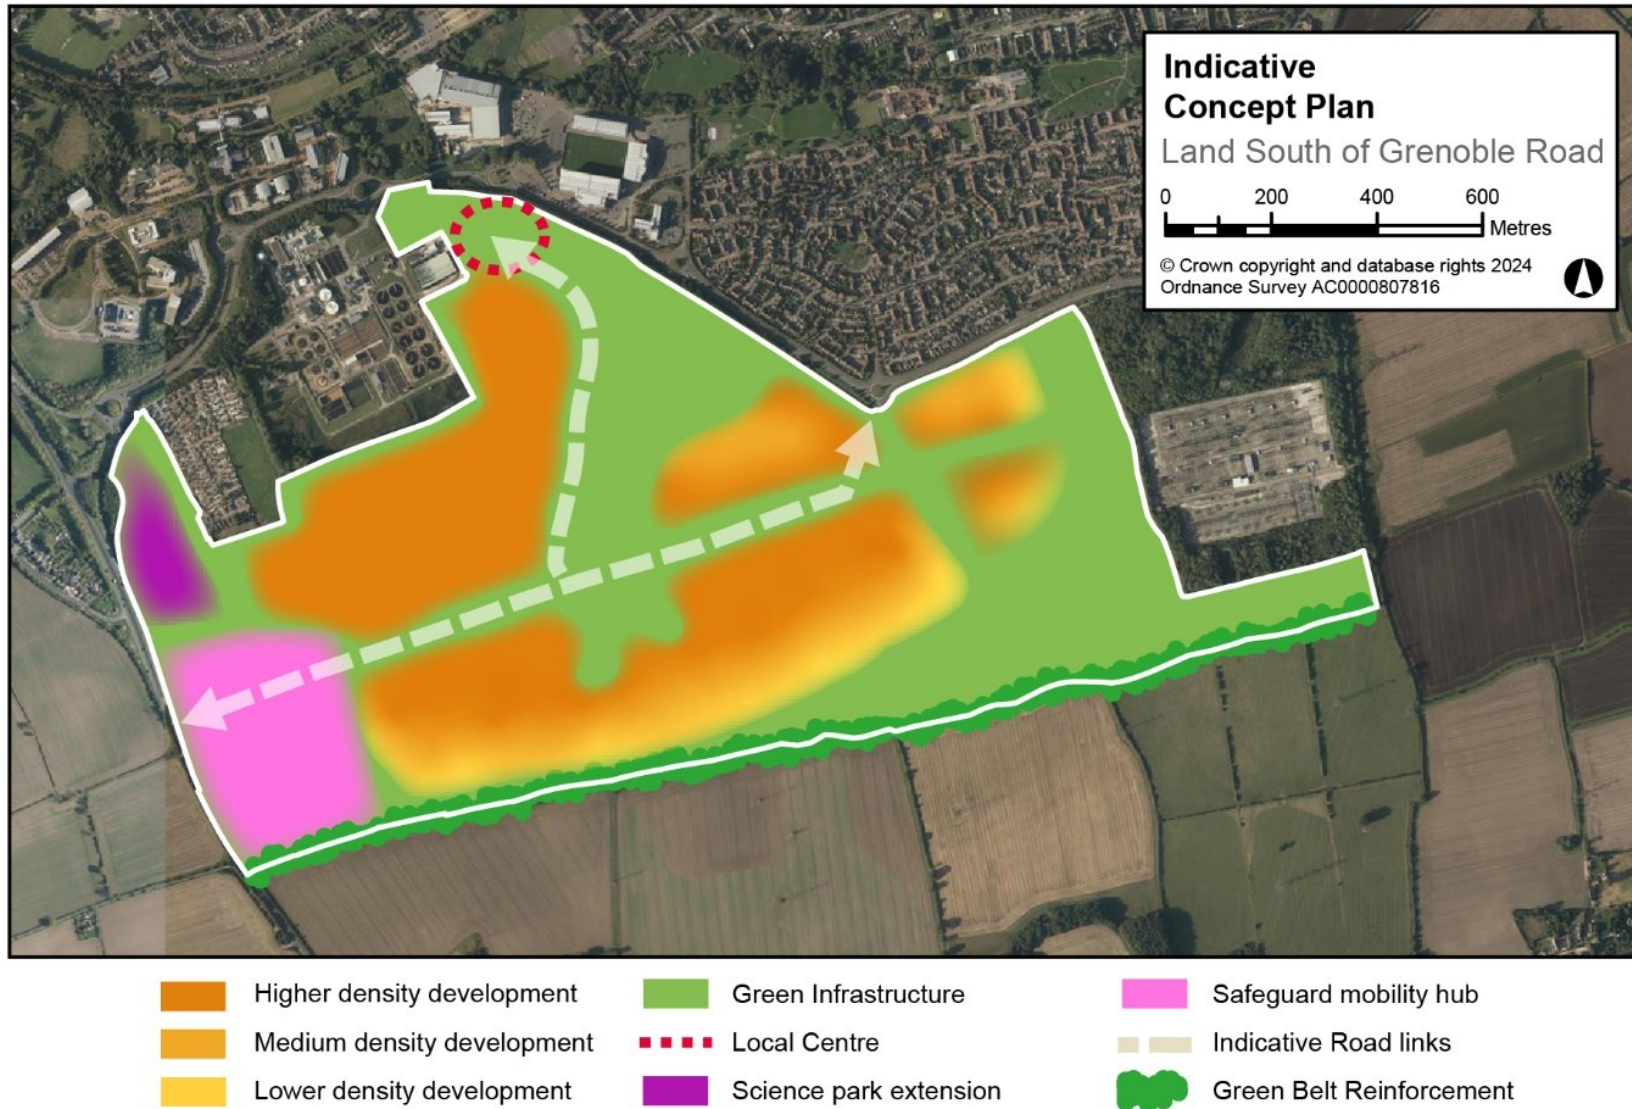 Indicative
Concept Plan
Land South of Grenoble Road
0 200 400 600
Metres
© Crown copyright and database rights 2024
Ordnance Survey AC0000807816
Higher density development
Medium density development
Lower density development
Green Infrastructure
Local Centre
Science park extension
Safeguard mobility hub
Indicative Road links
Green Belt Reinforcement